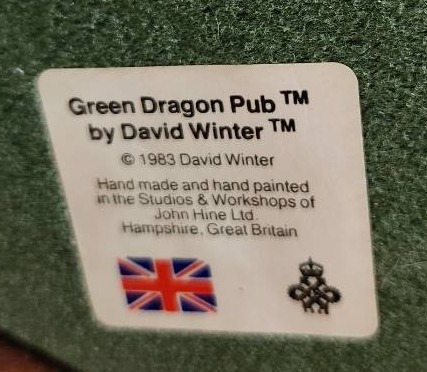 Green Dragon Pub ™
by David Winter ™
© 1983 David Winter
Hand made and hand painted
in the Studios & Workshops of
John Hine Ltd.
Hampshire, Great Britain